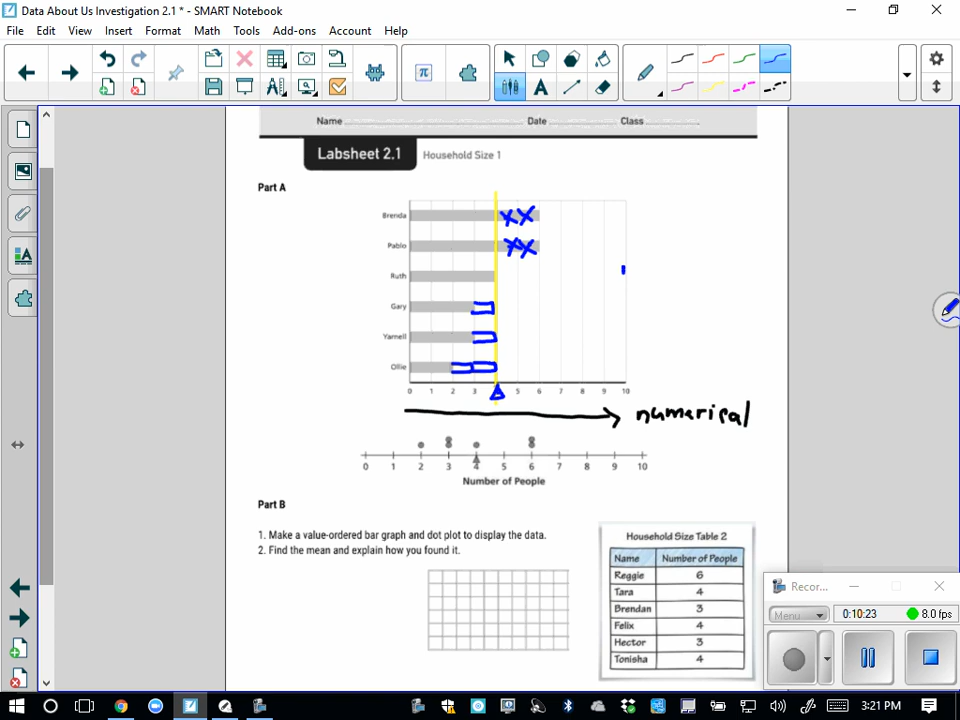 Data About Us Investigation 2.1 * - SMART Notebook
File Edit View Insert Format Math Tools Add-ons Account Help
π
A
Name Date Class
Labsheet 2.1 Household Size 1
Part A
Brenda
Pablo
Ruth
Gary
Yarnell
Ollie
0 1 2 3 5 6 7 8 9 10
numerical
0 1 2 3 4 5 6 7 8 9 10
Number of People
Part B
1. Make a value-ordered bar graph and dot plot to display the data.
2. Find the mean and explain how you found it.
Household Size Table 2
Name Number of People
Reggie 6
Tara 4
Brendan 3
Felix 4
Hector 3
Tonisha 4
Recor...
Menu 0:10:23 8.0 fps
3:21 PM